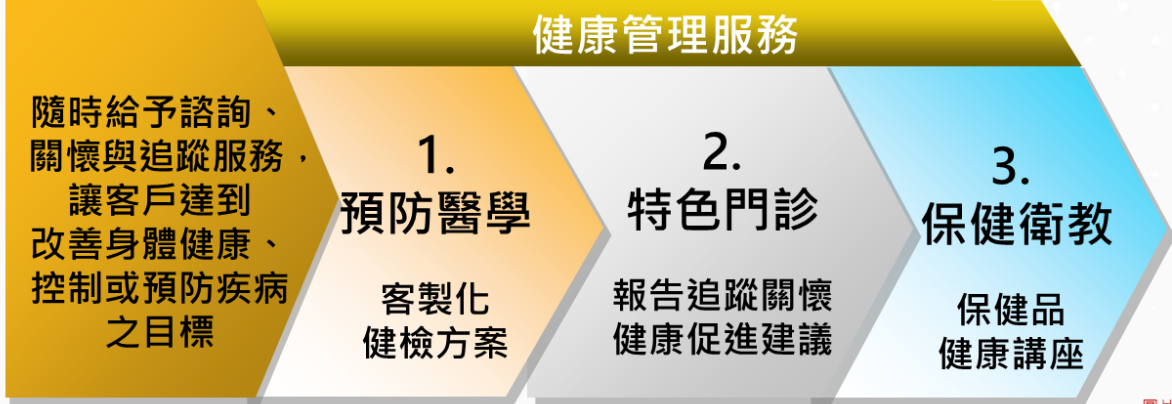 健康管理服務
隨時給予諮詢、
關懷與追蹤服務，
讓客戶達到
改善身體健康、
控制或預防疾病
之目標
1.
預防醫學
客製化
健檢方案
2.
特色門診
報告追蹤關懷
健康促進建議
3.
保健衛教
保健品
健康講座